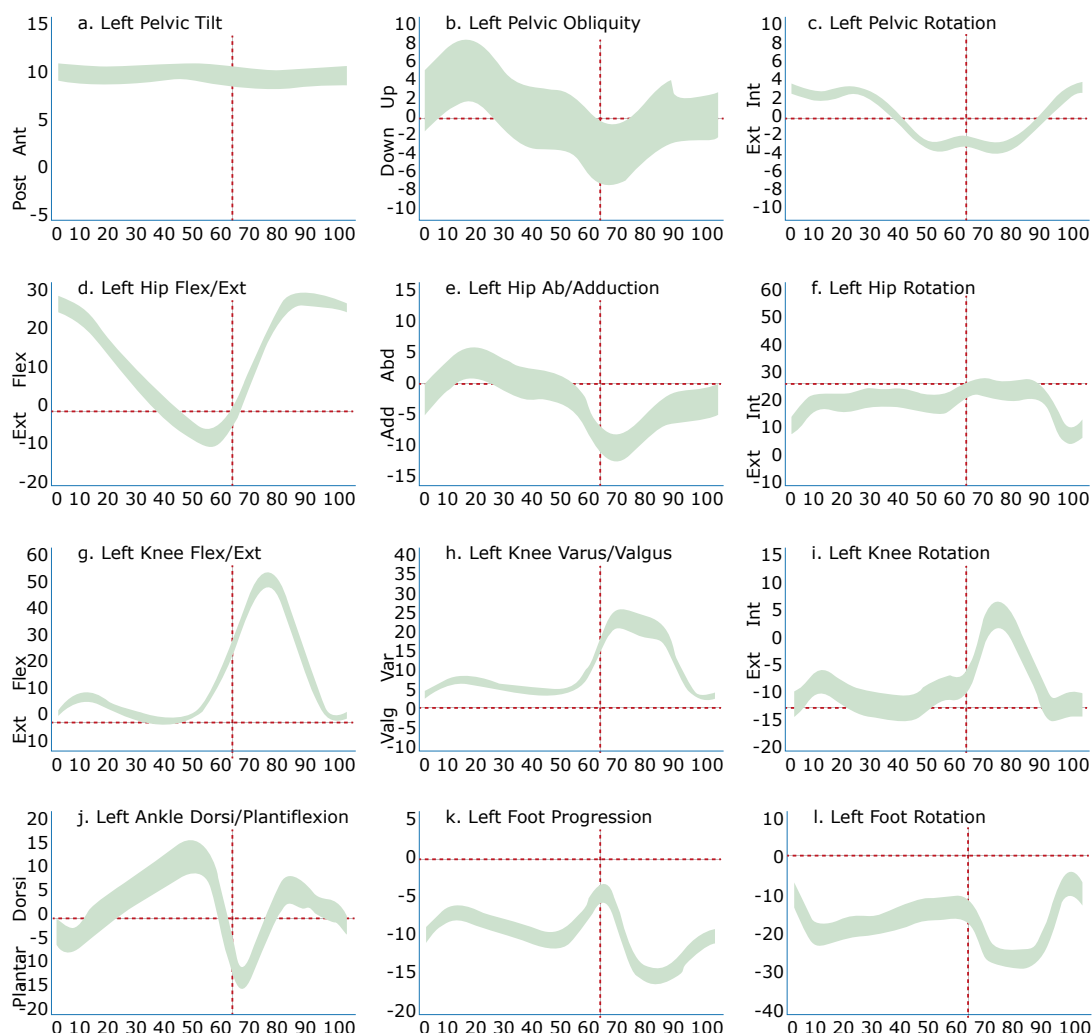 a. Left Pelvic Tilt
15
10
5
0
-5
Post Ant
0 10 20 30 40 50 60 70 80 90 100
b. Left Pelvic Obliquity
10
8
6
4
2
0
-2
-4
-6
-8
-10
Down Up
0 10 20 30 40 50 60 70 80 90 100
c. Left Pelvic Rotation
10
8
6
4
2
0
-2
-4
-6
8
-10
Ext Int
0 10 20 30 40 50 60 70 80 90 100
d. Left Hip Flex/Ext
30
20
10
0
-10
-20
Ext Flex
0 10 20 30 40 50 60 70 80 90 100
e. Left Hip Ab/Adduction
15
10
5
0
-5
-10
-15
Add Abd
0 10 20 30 40 50 60 70 80 90 100
f. Left Hip Rotation
60
50
40
30
20
10
0
-10
Ext Int
0 10 20 30 40 50 60 70 80 90 100
g. Left Knee Flex/Ext
60
50
40
30
20
10
0
10
Ext Flex
0 10 20 30 40 50 60 70 80 90 100
h. Left Knee Varus/Valgus
40
35
30
25
20
15
10
5
0
-5
-10
Valg Var
0 10 20 30 40 50 60 70 80 90 100
i. Left Knee Rotation
15
10
5
0
-5
-10
-15
-20
Ext Int
0 10 20 30 40 50 60 70 80 90 100
j. Left Ankle Dorsi/Plantiflexion
20
15
10
5
0
-5
-10
-15
-20
Plantar Dorsi
0 10 20 30 40 50 60 70 80 90 100
k. Left Foot Progression
5
0
-5
-10
-15
-20
0 10 20 30 40 50 60 70 80 90 100
l. Left Foot Rotation
10
0
-10
-20
-30
-40
0 10 20 30 40 50 60 70 80 90 100